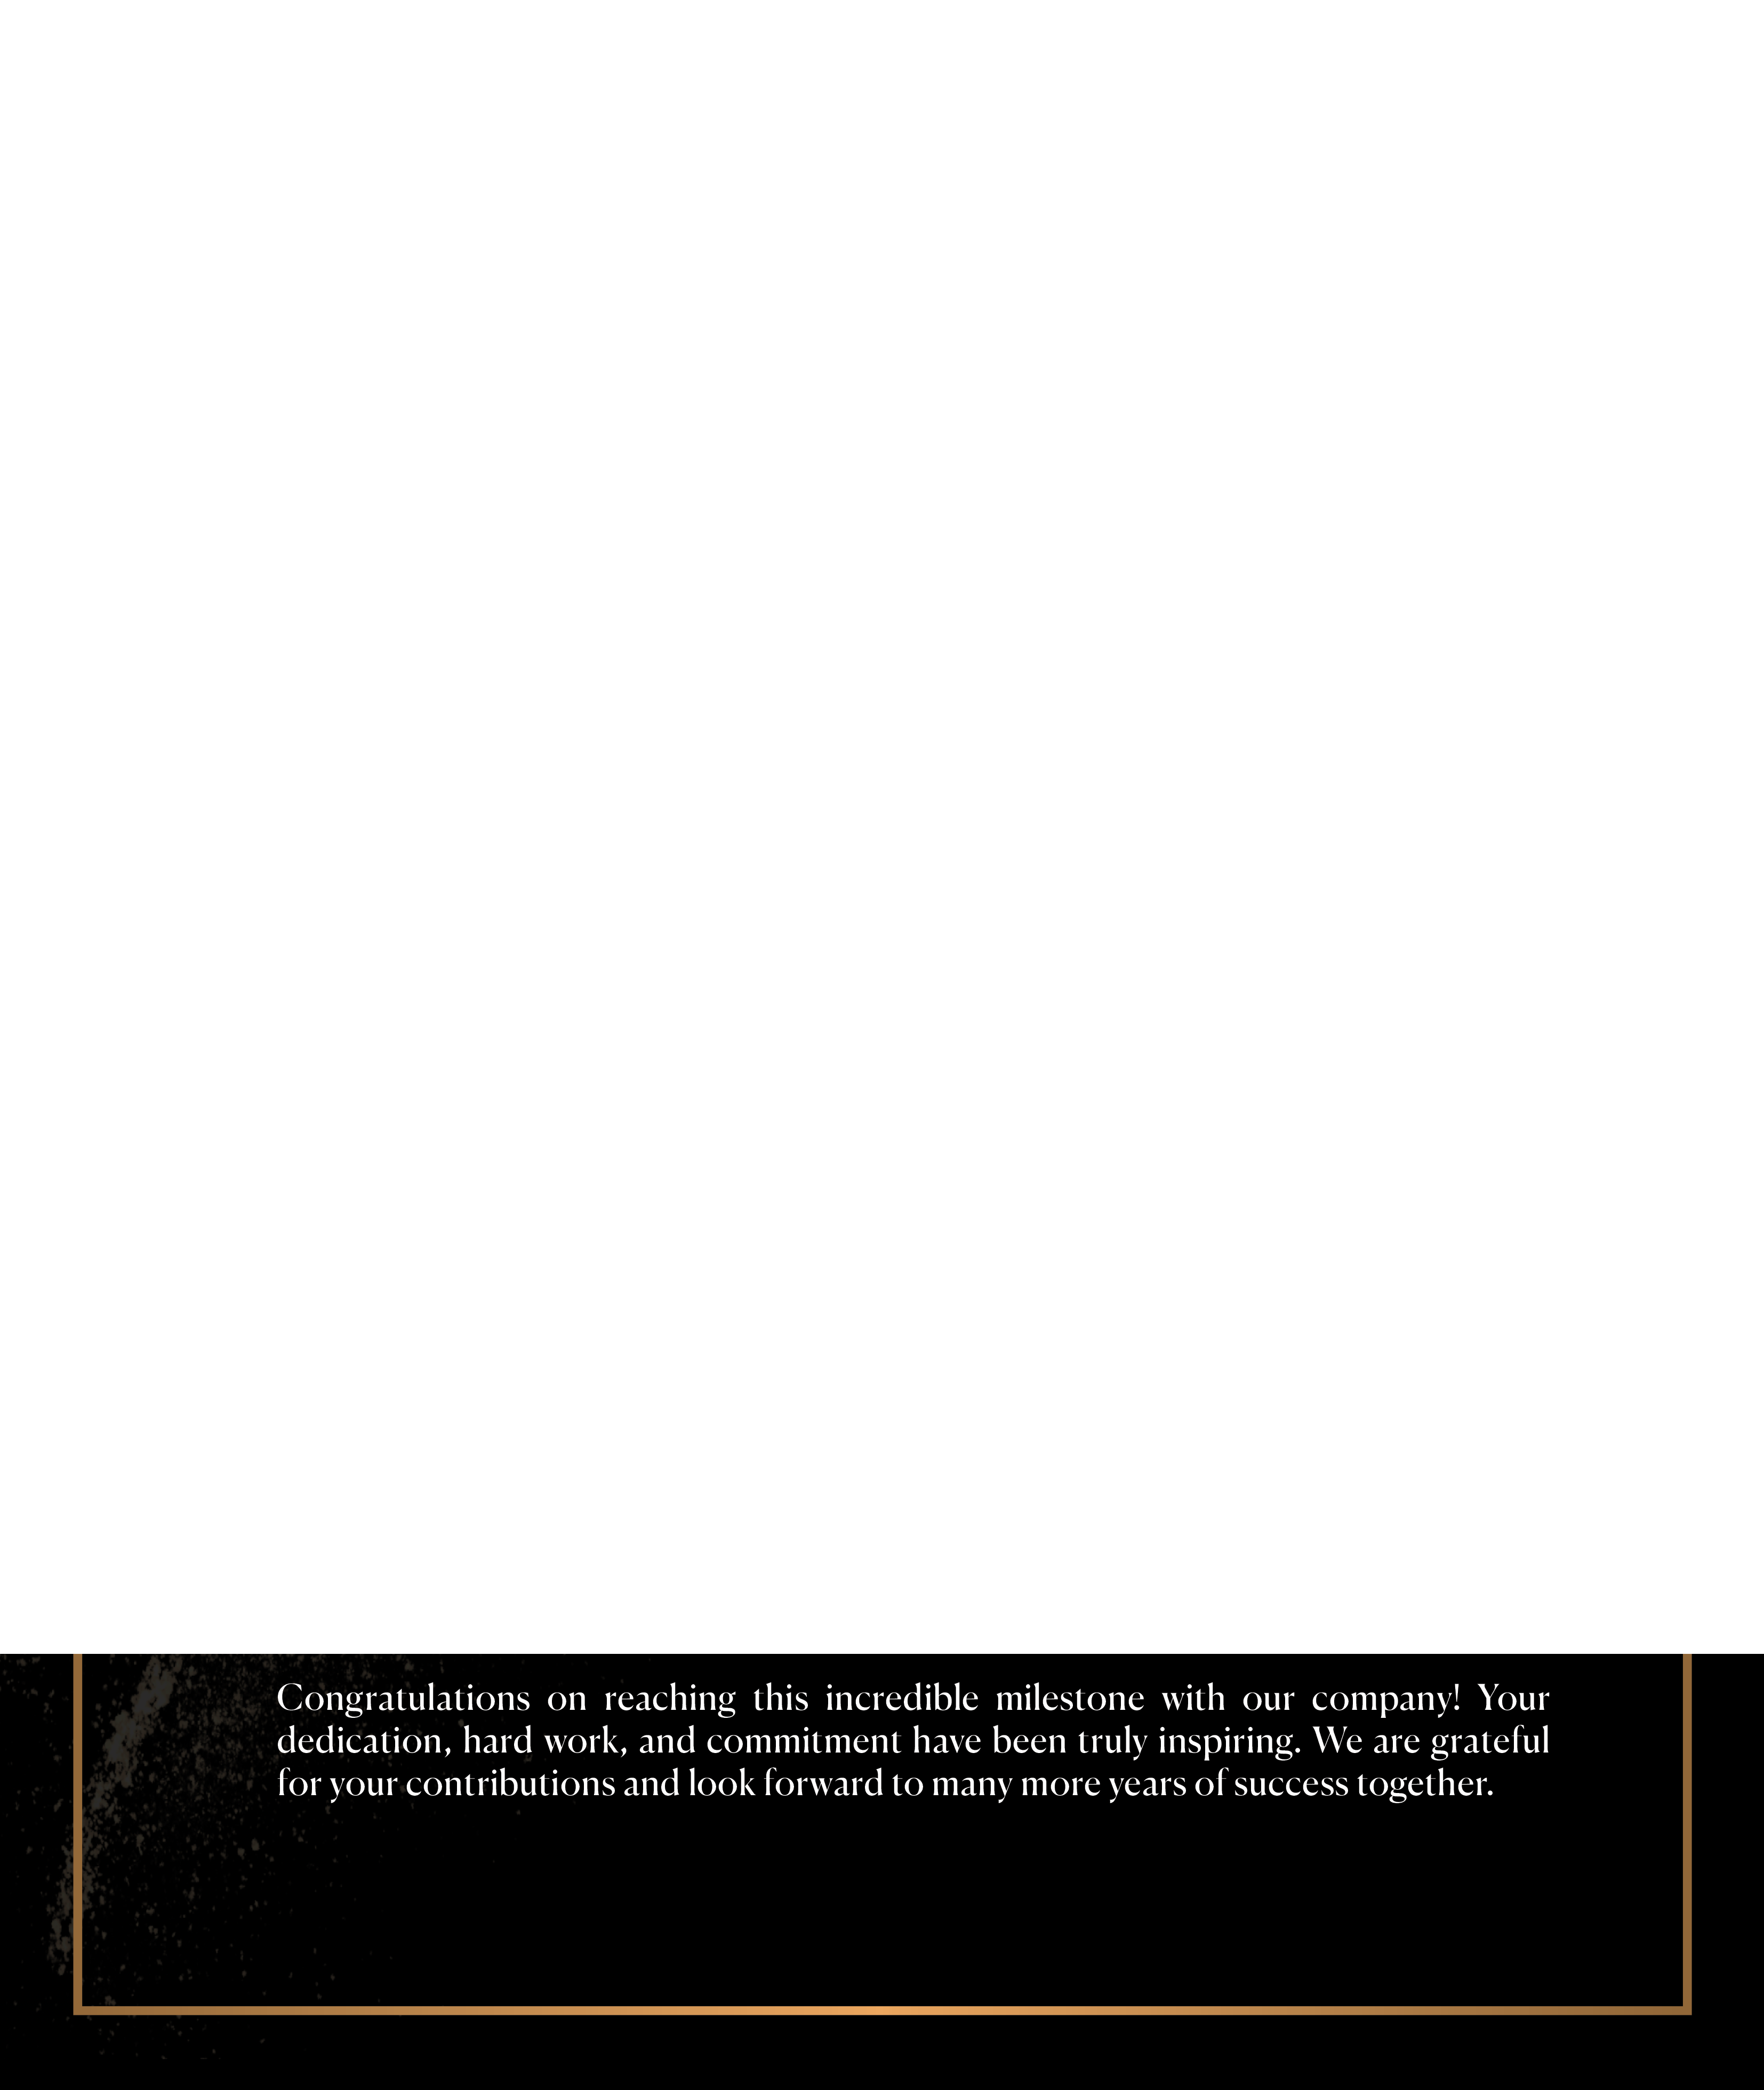 Congratulations on reaching this incredible milestone with our company! Your
dedication, hard work, and commitment have been truly inspiring. We are grateful
for your contributions and look forward to many more years of success together.